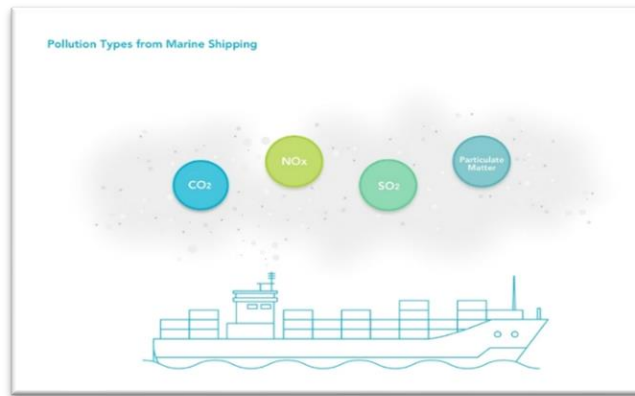 Pollution Types from Marine Shipping
CO₂
NOx
SO₂
Particulate
Matter